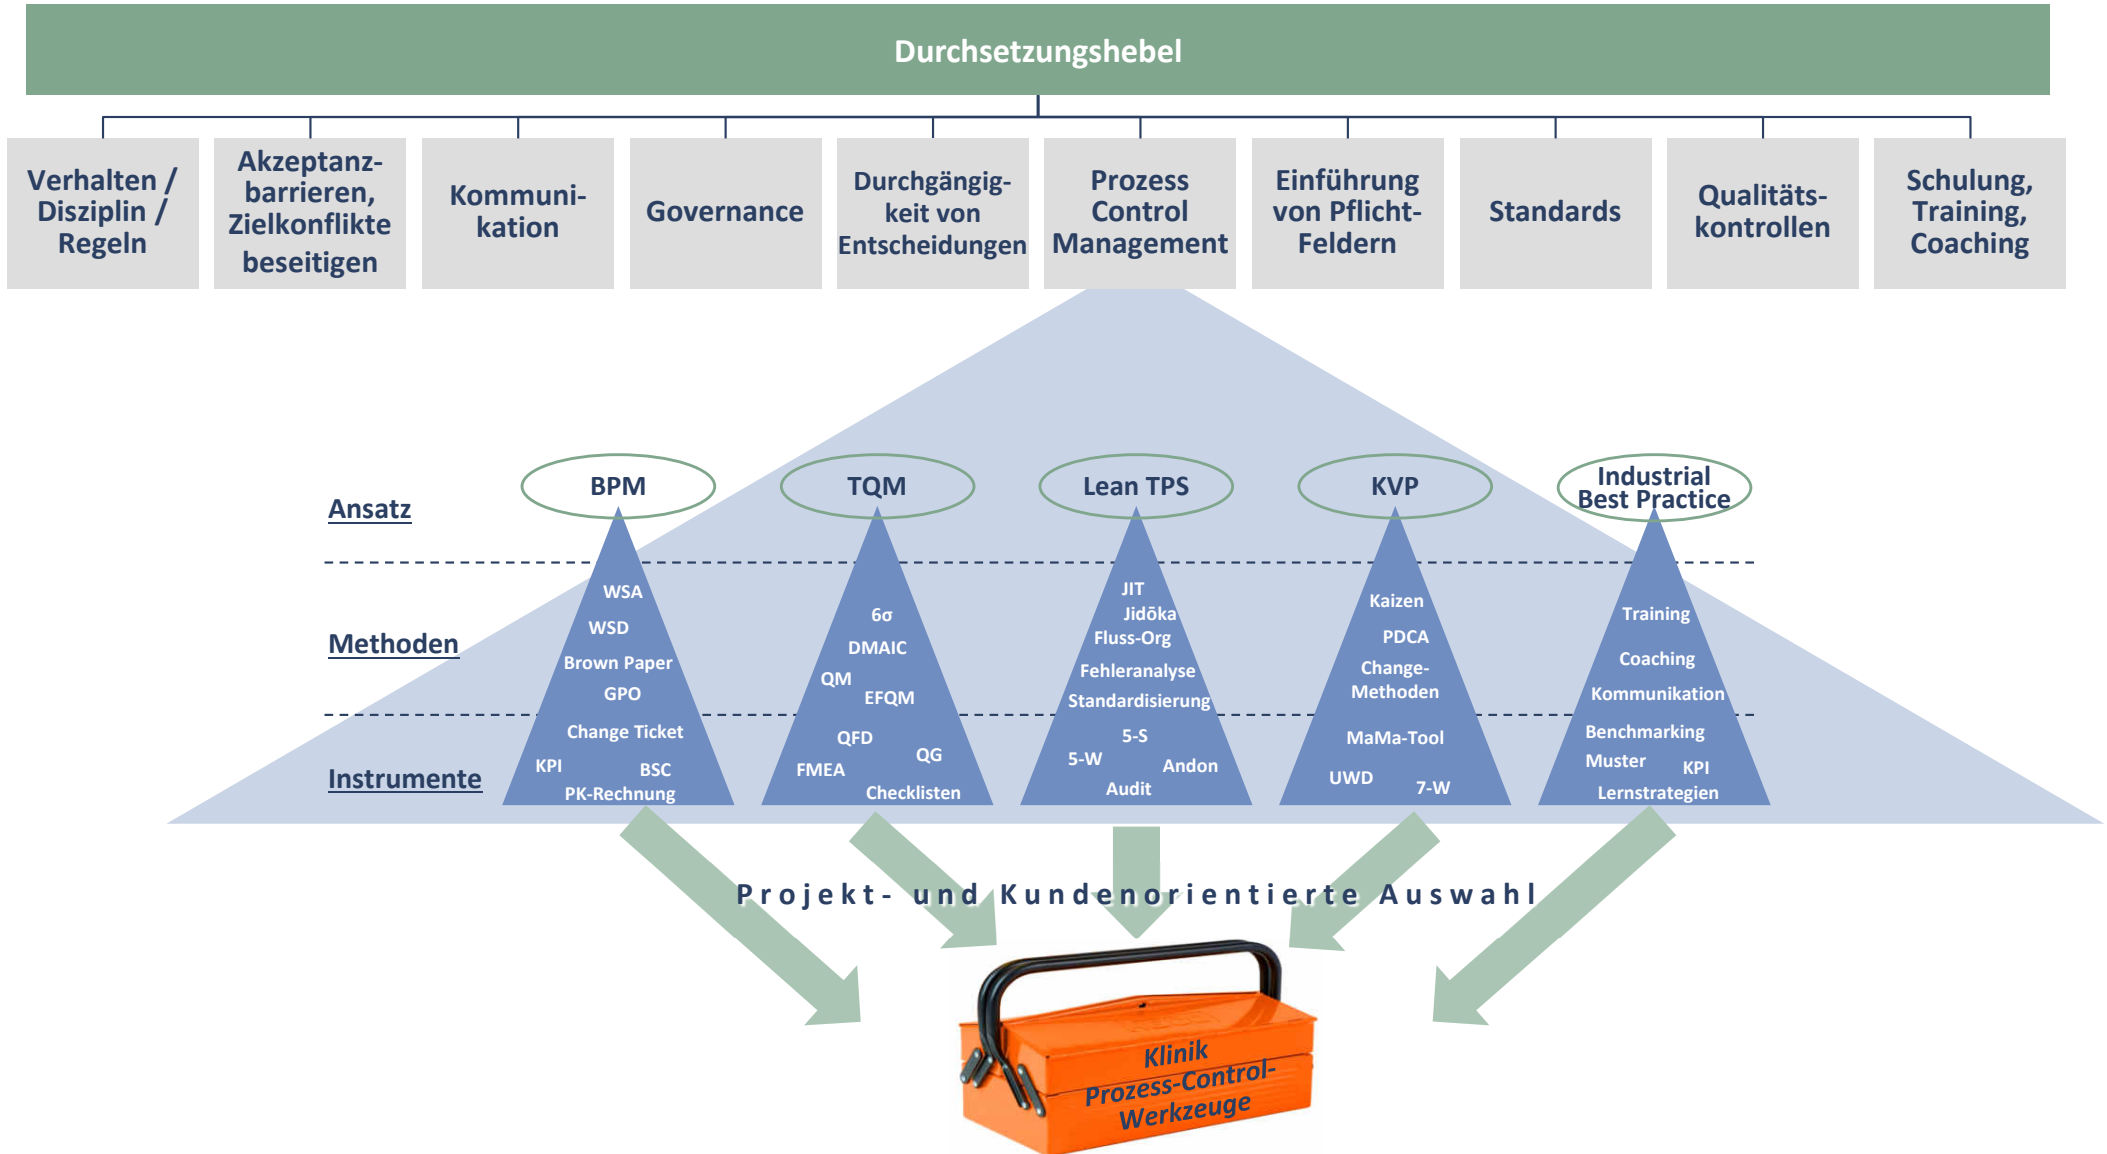 Durchsetzungshebel
Verhalten /
Disziplin /
Regeln
Akzeptanz-
barrieren,
Zielkonflikte
beseitigen
Kommuni-
kation
Governance
Durchgängig-
keit von
Entscheidungen
Prozess
Control
Management
Einführung
von Pflicht-
Feldern
Standards
Qualitäts-
kontrollen
Schulung,
Training,
Coaching
Ansatz
BPM
TQM
Lean TPS
KVP
Industrial
Best Practice
Methoden
WSA
WSD
Brown Paper
GPO
6σ
DMAIC
QM
EFQM
JIT
Jidōka
Fluss-Org
Fehleranalyse
Standardisierung
Kaizen
PDCA
Change-
Methoden
Training
Coaching
Kommunikation
Instrumente
Change Ticket
KPI
BSC
PK-Rechnung
QFD
QG
FMEA
Checklisten
5-S
5-W
Andon
Audit
MaMa-Tool
UWD
7-W
Benchmarking
Muster
KPI
Lernstrategien
Projekt- und Kundenorientierte Auswahl
Klinik
Prozess-Control-
Werkzeuge